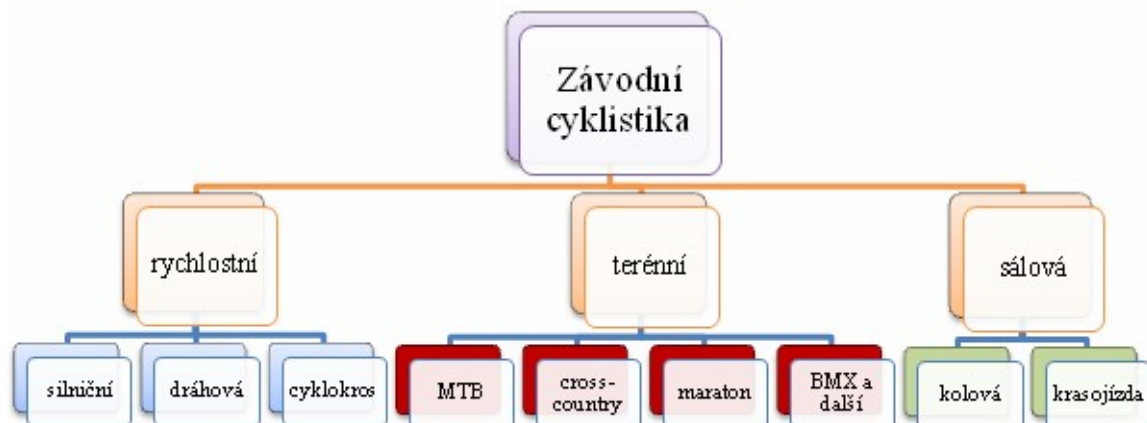 Závodní
cyklistika
rychlostní
terénní
sálová
silniční
dráhová
cyklokros
MTB
cross-
country
maraton
BMX a
další
kolová
krasojízda